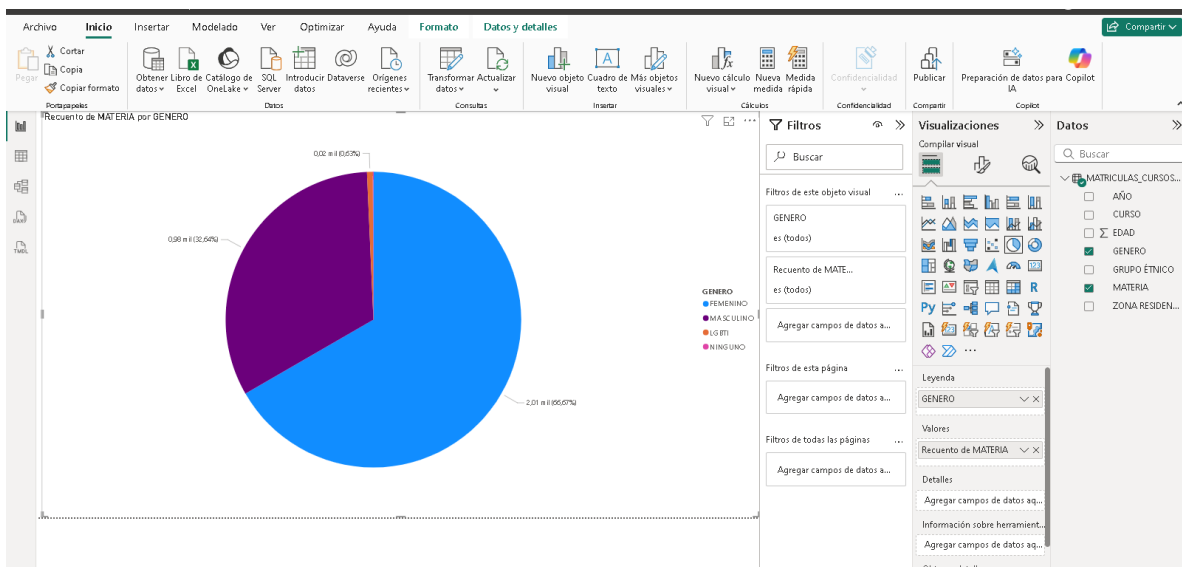 Archivo Inicio Insertar Modelado Ver Optimizar Ayuda Formato Datos y detalles Compartir
Pegar
Cortar
Copia
Copiar formato
Portapapeles
Obtener datos
Libro de Excel
Catálogo de OneLake
SQL Server
Introducir datos
Dataverse
Orígenes recientes
Datos
Transformar datos
Actualizar
Consultas
Nuevo objeto visual
Cuadro de texto
Más objetos visuales
Insertar
Nuevo cálculo visual
Nueva medida
Medida rápida
Cálculos
Confidencialidad
Confidencialidad
Publicar
Compartir
Preparación de datos para IA
Copilot
Copilot
Recuento de MATERIA por GENERO
0,02 mil (0,63%)
0,98 mil (32,64%)
2,01 mil (66,67%)
GENERO
FEMENINO
MASCULINO
LGBTI
NINGUNO
Filtros
Buscar
Filtros de este objeto visual ...
GENERO
es (todos)
Recuento de MATE...
es (todos)
Agregar campos de datos a...
Filtros de esta página ...
Agregar campos de datos a...
Filtros de todas las páginas ...
Agregar campos de datos a...
Visualizaciones
Compilar visual
123
R
Py
...
Leyenda
GENERO
Valores
Recuento de MATERIA
Detalles
Agregar campos de datos aq...
Información sobre herramient...
Agregar campos de datos aq...
Datos
Buscar
MATRICULAS_CURSOS...
AÑO
CURSO
∑ EDAD
GENERO
GRUPO ÉTNICO
MATERIA
ZONA RESIDEN...